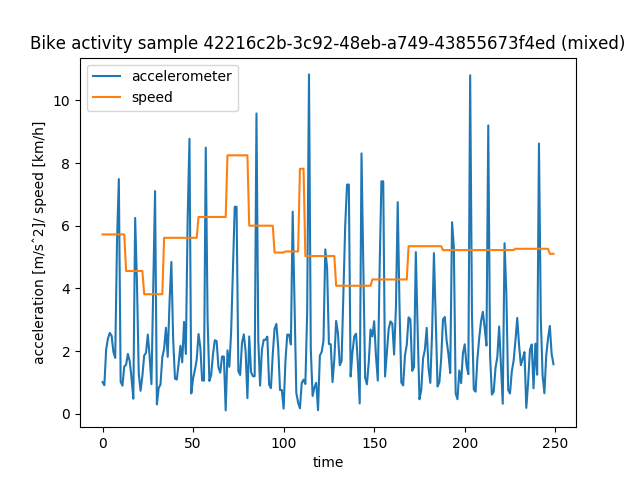 Bike activity sample 42216c2b-3c92-48eb-a749-43855673f4ed (mixed)
accelerometer
speed
acceleration [m/s^2]/ speed [km/h]
10
8
6
4
2
0
0 50 100 150 200 250
time